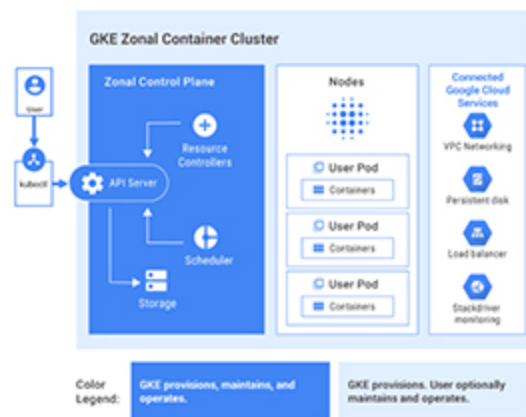 GKE Zonal Container Cluster
Zonal Control Plane
Nodes
Connected
Google Cloud
Services
User
kubectl
API Server
Resource
Controllers
Scheduler
Storage
User Pod
Containers
User Pod
Containers
User Pod
Containers
VPC Networking
Persistent disk
Load balancer
Stackdriver
monitoring
Color
Legend:
GKE provisions, maintains, and
operates.
GKE provisions. User optionally
maintains and operates.